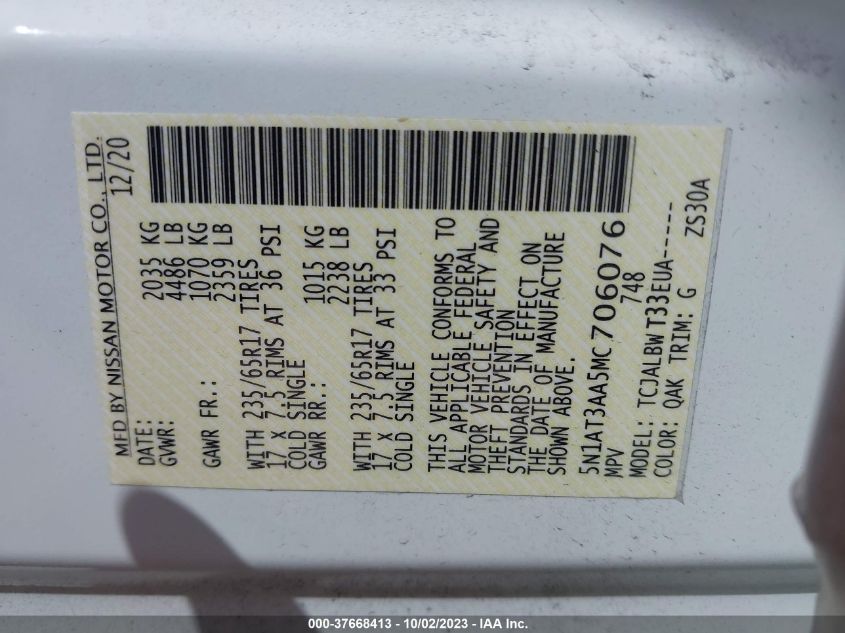 MFD BY NISSAN MOTOR CO., LTD.
DATE: 12/20
GVWR: 2035 KG
4486 LB
GAWR FR.: 1070 KG
2359 LB
WITH 235/65R17 TIRES
17 x 7.5 RIMS AT 36 PSI
COLD SINGLE
GAWR RR.: 1015 KG
2238 LB
WITH 235/65R17 TIRES
17 x 7.5 RIMS AT 33 PSI
COLD SINGLE
THIS VEHICLE CONFORMS TO
ALL APPLICABLE FEDERAL
MOTOR VEHICLE SAFETY AND
THEFT PREVENTION
STANDARDS IN EFFECT ON
THE DATE OF MANUFACTURE
SHOWN ABOVE.
5N1AT3AA5MC706076
MPV 748
MODEL: TCJALBW T33EUA-----
COLOR: QAK TRIM: G ZS30A
000-37668413 - 10/02/2023 - IAA Inc.